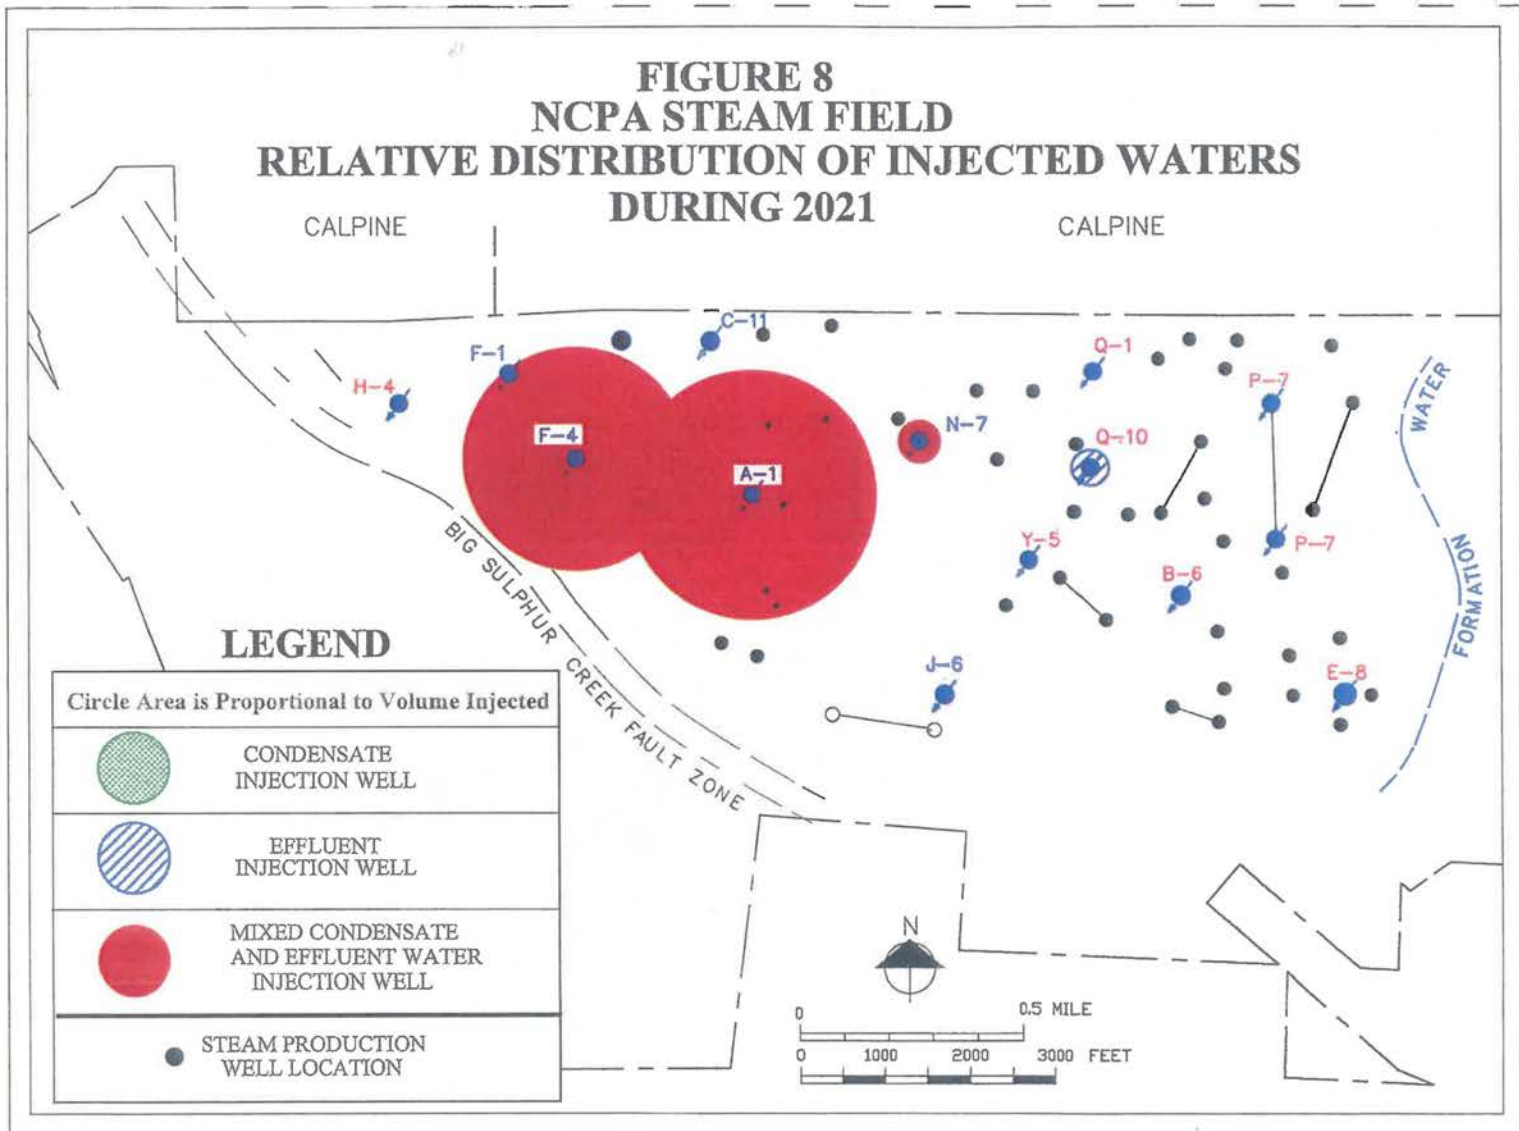 FIGURE 8
NCPA STEAM FIELD
RELATIVE DISTRIBUTION OF INJECTED WATERS
DURING 2021
CALPINE
CALPINE
C-11
F-1
Q-1
H-4
P-7
WATER
F-4
N-7
Q-10
A-1
Y-5
P-7
FORMATION
B-6
BIG SULPHUR CREEK FAULT ZONE
J-6
E-8
LEGEND
Circle Area is Proportional to Volume Injected
CONDENSATE
INJECTION WELL
EFFLUENT
INJECTION WELL
MIXED CONDENSATE
AND EFFLUENT WATER
INJECTION WELL
STEAM PRODUCTION
WELL LOCATION
N
0 0.5 MILE
0 1000 2000 3000 FEET